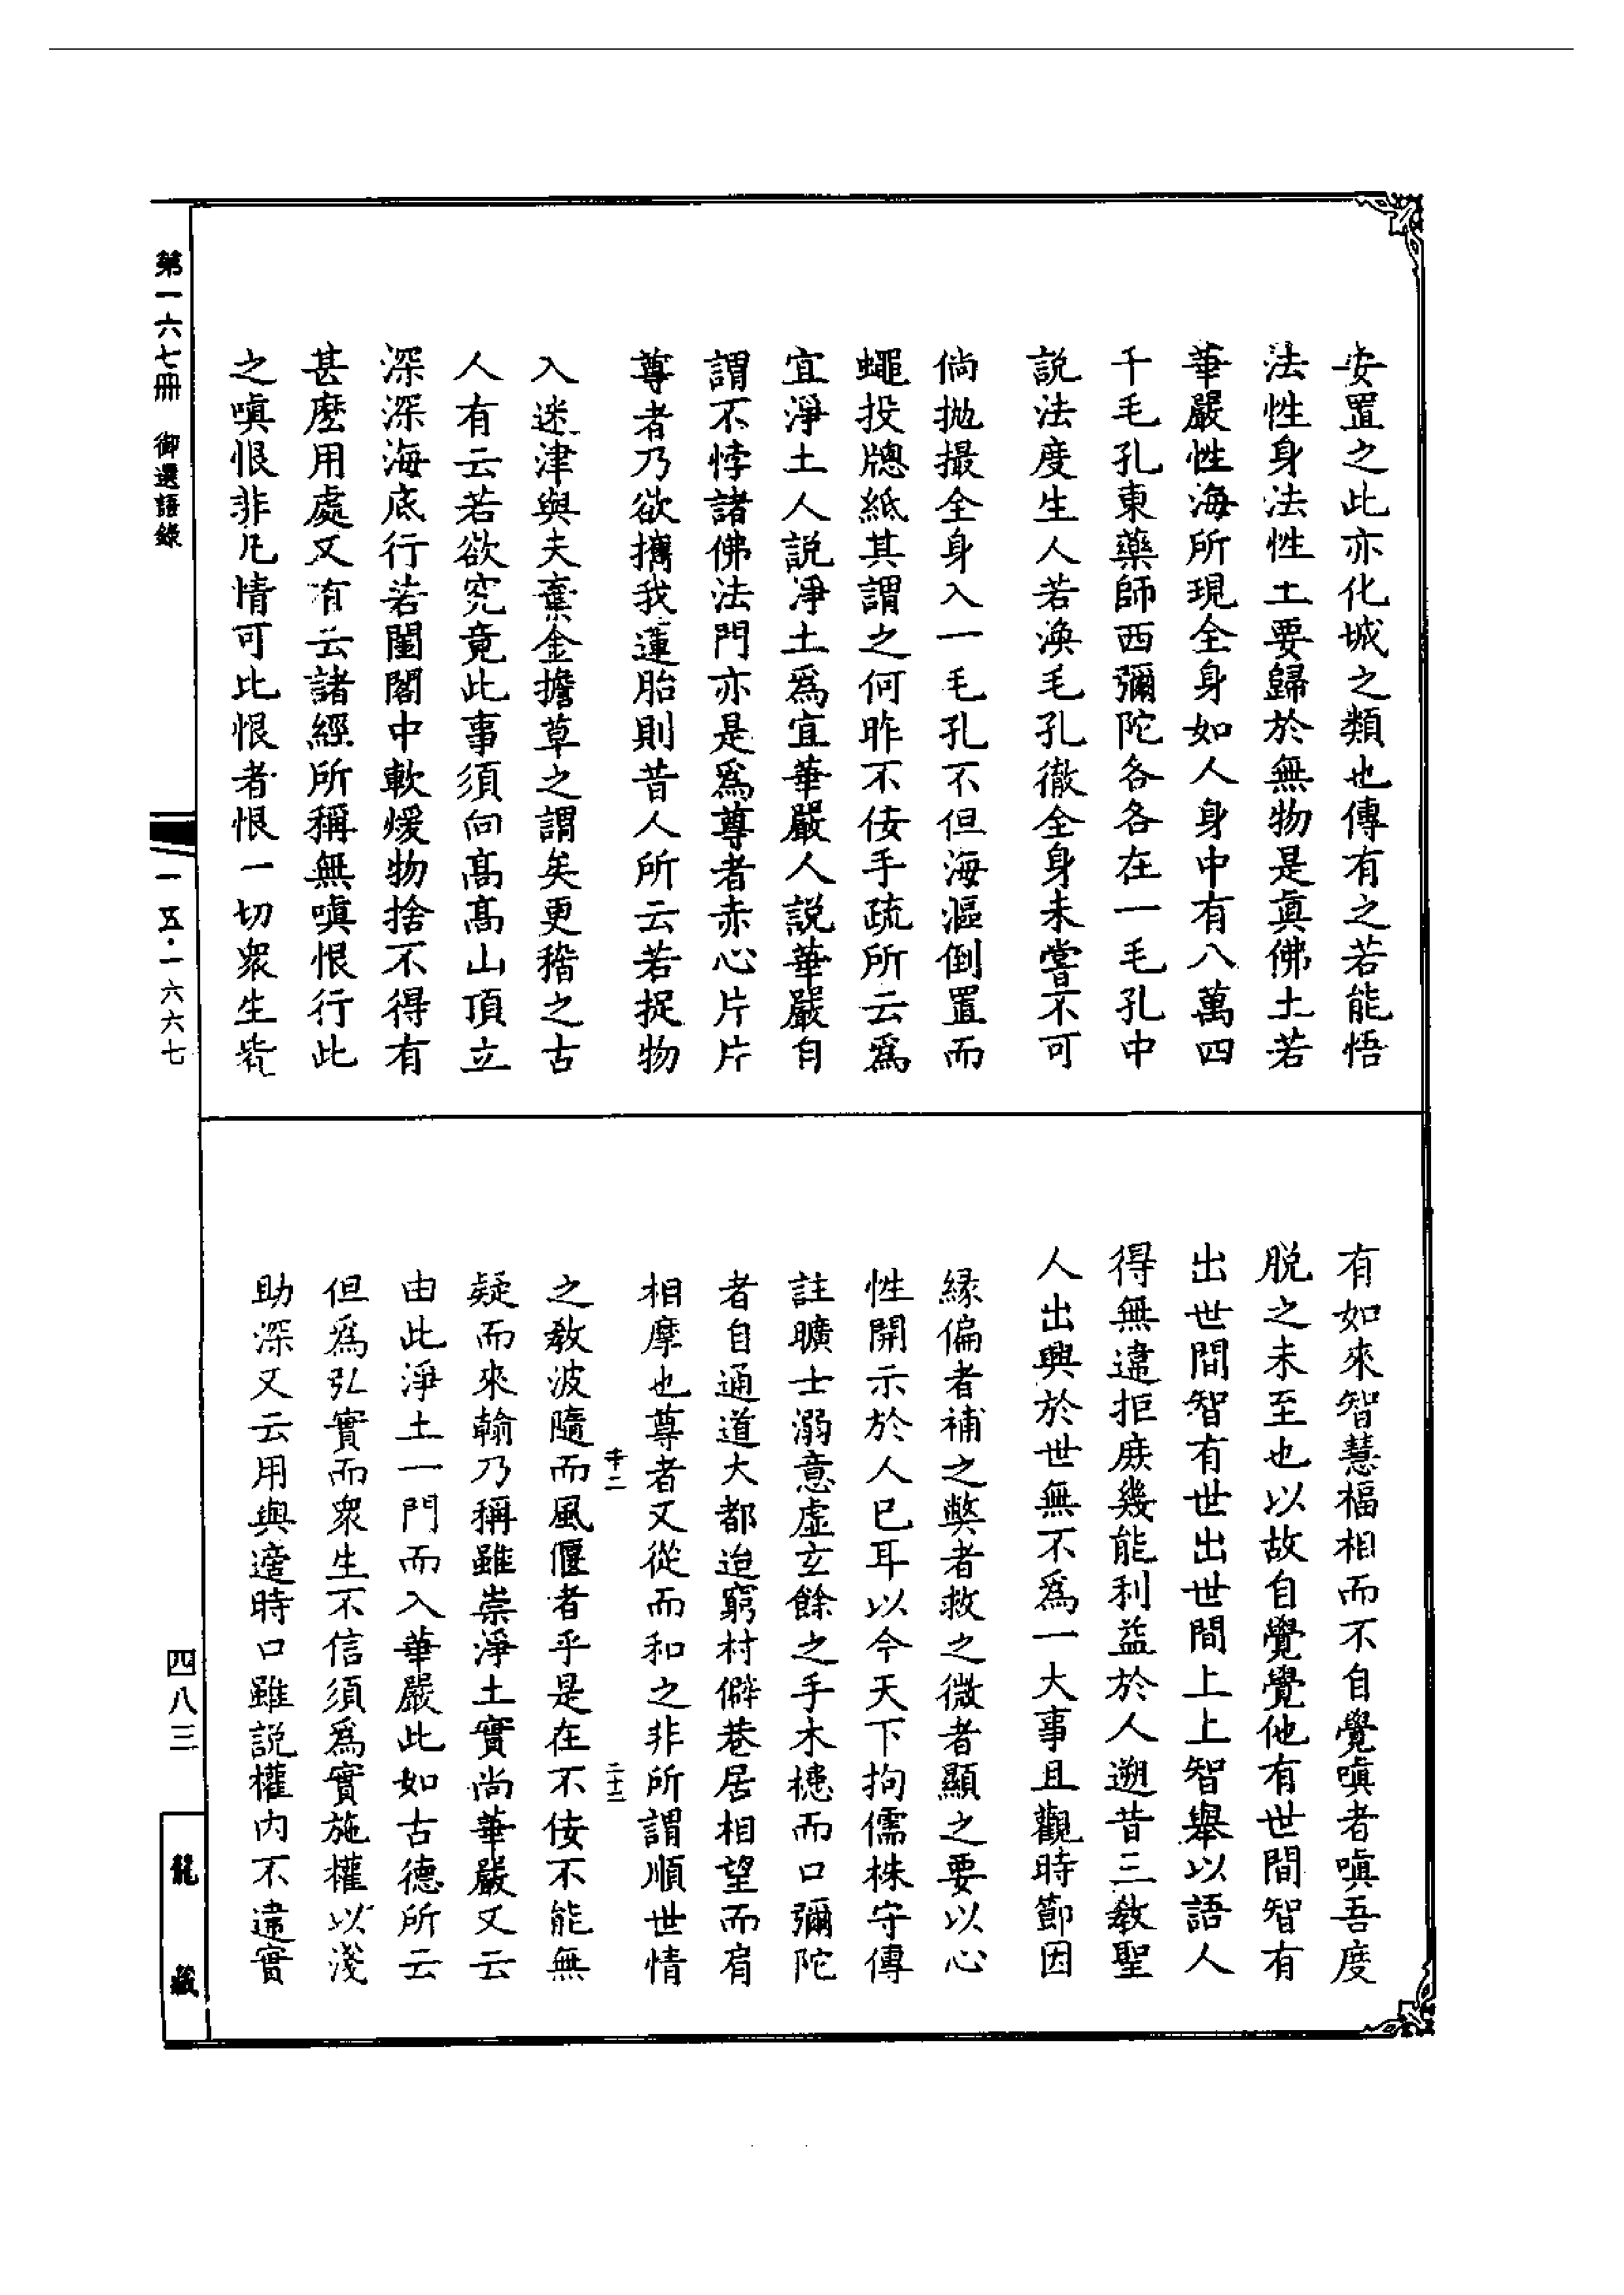 安置之此亦化城之類也傳有之若能悟
法性身法性土要歸於無物是眞佛土若
華嚴性海所現全身如人身中有八萬四
千毛孔東藥師西彌陀各各在一毛孔中
説法度生人若渙毛孔徹全身未嘗不可
倘抛撮全身入一毛孔不但海漚倒置而
蠅投牎紙其謂之何昨不佞手疏所云爲
宜淨土人説淨土爲宜華嚴人説華嚴自
謂不悖諸佛法門亦是爲尊者赤心片片
尊者乃欲擕我蓮胎則昔人所云若捉物
入迷津與夫棄金擔草之謂矣更稽之古
人有云若欲究竟此事須向髙髙山頂立
深深海底行若閨閤中軟煖物捨不得有
甚麽用處又有云諸經所稱無嗔恨行此
之嗔恨非凡情可比恨者恨一切衆生皆
有如來智慧福相而不自覺嗔者嗔吾度
脱之未至也以故自覺覺他有世間智有
出世間智有世出世間上上智舉以語人
得無違拒庻幾能利益於人遡昔三教聖
人出興於世無不爲一大事且觀時節因
緣偏者補之獘者救之微者顯之要以心
性開示於人巳耳以今天下拘儒株守傳
註曠士溺意虛玄餘之手木槵而口彌陀
者自通道大都迨窮村僻巷居相望而肩
相摩也尊者又從而和之非所謂順世情
之教波隨而風偃者乎是在不佞不能無
疑而來翰乃稱雖崇淨土實尚華嚴又云
由此淨土一門而入華嚴此如古德所云
但爲弘實而衆生不信須爲實施權以淺
助深又云用與適時口雖説權内不違實
第一六七冊 御選語錄
一五·一六六七
四八三
龍藏
二十三